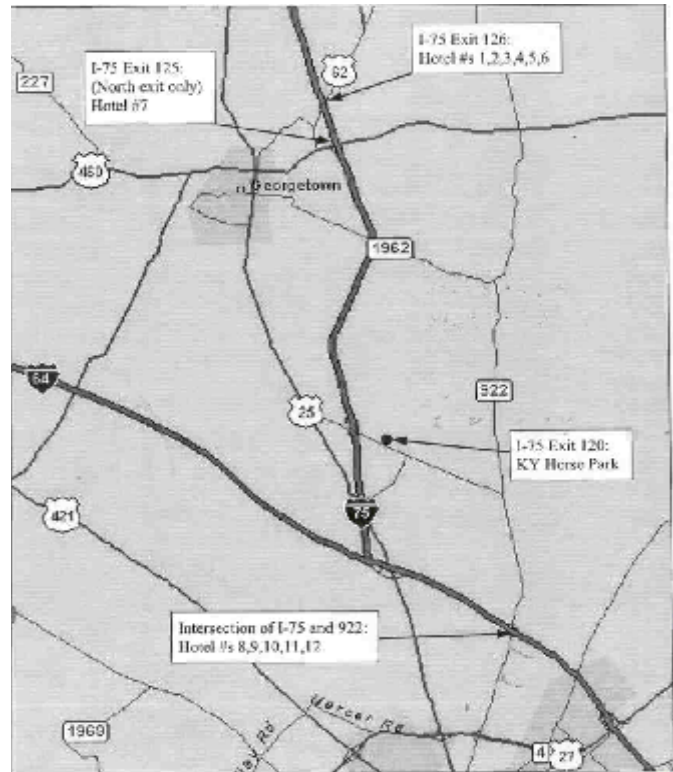 I-75 Exit 126:
Hotel #s 1,2,3,4,5,6
I-75 Exit 125:
(North exit only)
Hotel #7
62
227
460
Georgetown
1962
64
922
25
I-75 Exit 120:
KY Horse Park
75
421
Intersection of I-75 and 922:
Hotel #s 8,9,10,11,12
Mercer Rd
1969
Rd
4
27